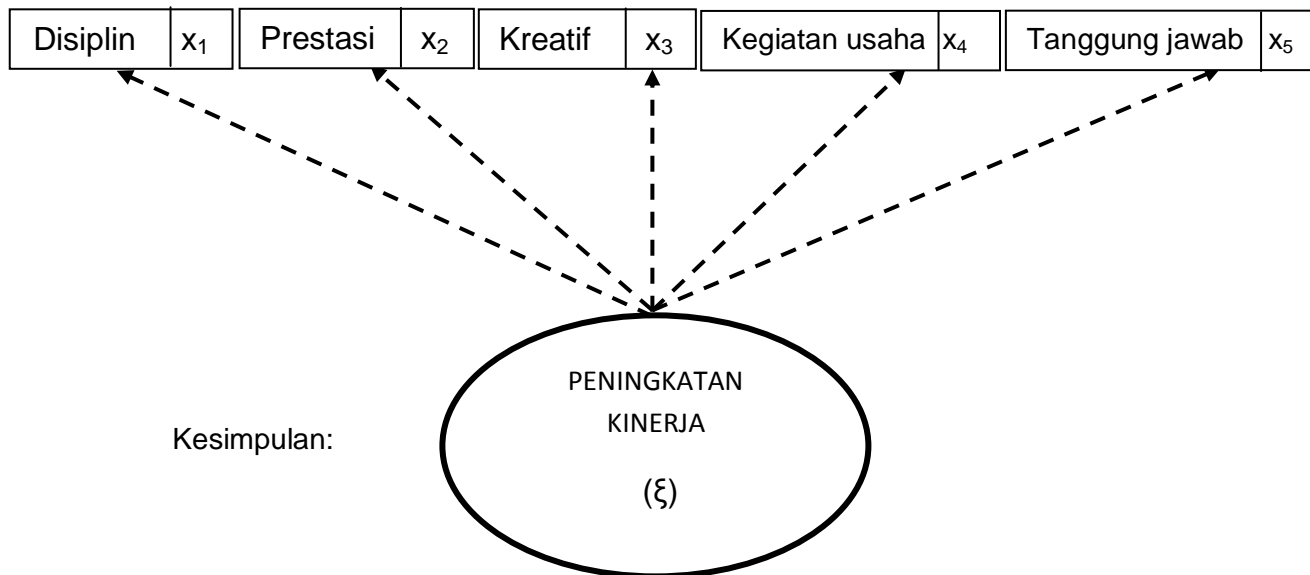 Disiplin x₁ Prestasi x₂ Kreatif x₃ Kegiatan usaha x₄ Tanggung jawab x₅
PENINGKATAN
KINERJA
Kesimpulan:
(ξ)